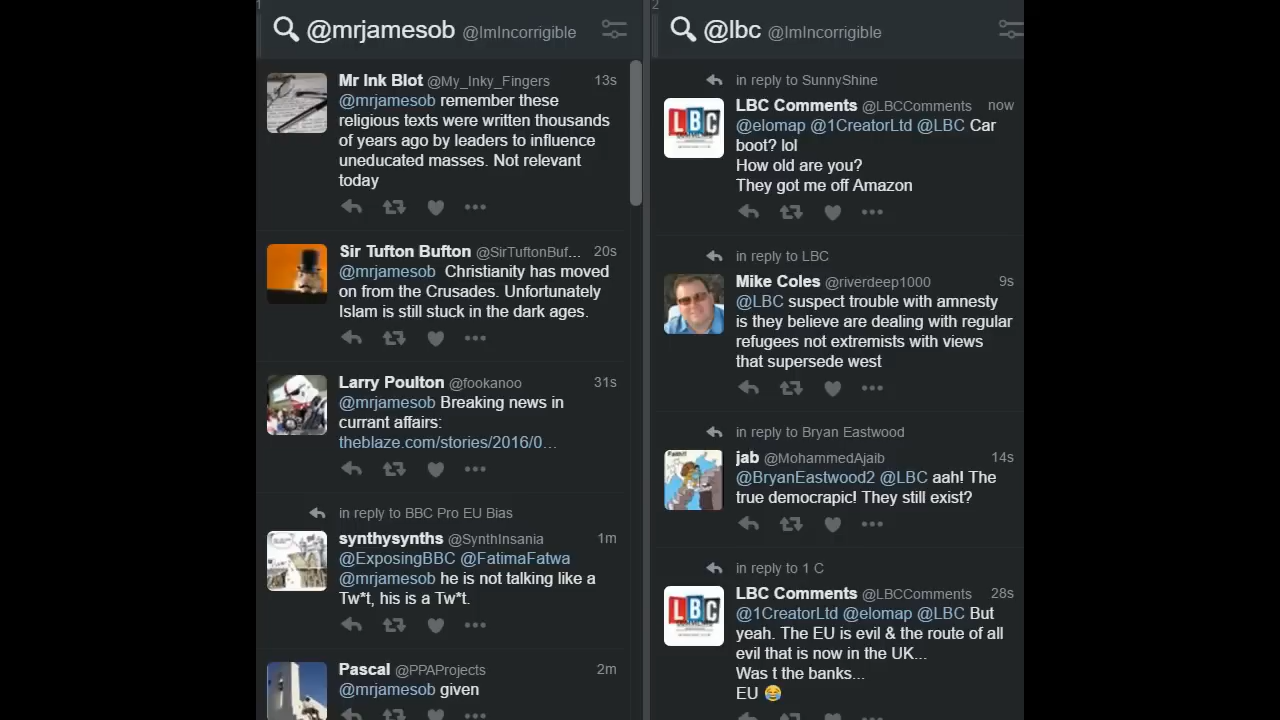 1
@mrjamesob @ImIncorrigible
Mr Ink Blot @My_Inky_Fingers 13s
@mrjamesob remember these
religious texts were written thousands
of years ago by leaders to influence
uneducated masses. Not relevant
today
Sir Tufton Bufton @SirTuftonBuf... 20s
@mrjamesob Christianity has moved
on from the Crusades. Unfortunately
Islam is still stuck in the dark ages.
Larry Poulton @fookanoo 31s
@mrjamesob Breaking news in
currant affairs:
theblaze.com/stories/2016/0...
in reply to BBC Pro EU Bias
synthysynths @SynthInsania 1m
@ExposingBBC @FatimaFatwa
@mrjamesob he is not talking like a
Tw*t, his is a Tw*t.
Pascal @PPAProjects 2m
@mrjamesob given
2
@lbc @ImIncorrigible
in reply to SunnyShine
LBC Comments @LBCComments now
LBC
@elomap @1CreatorLtd @LBC Car
boot? lol
How old are you?
They got me off Amazon
in reply to LBC
Mike Coles @riverdeep1000 9s
@LBC suspect trouble with amnesty
is they believe are dealing with regular
refugees not extremists with views
that supersede west
in reply to Bryan Eastwood
jab @MohammedAjaib 14s
@BryanEastwood2 @LBC aah! The
true democrapic! They still exist?
in reply to 1 C
LBC Comments @LBCComments 28s
LBC
@1CreatorLtd @elomap @LBC But
yeah. The EU is evil & the route of all
evil that is now in the UK...
Was t the banks...
EU 😂